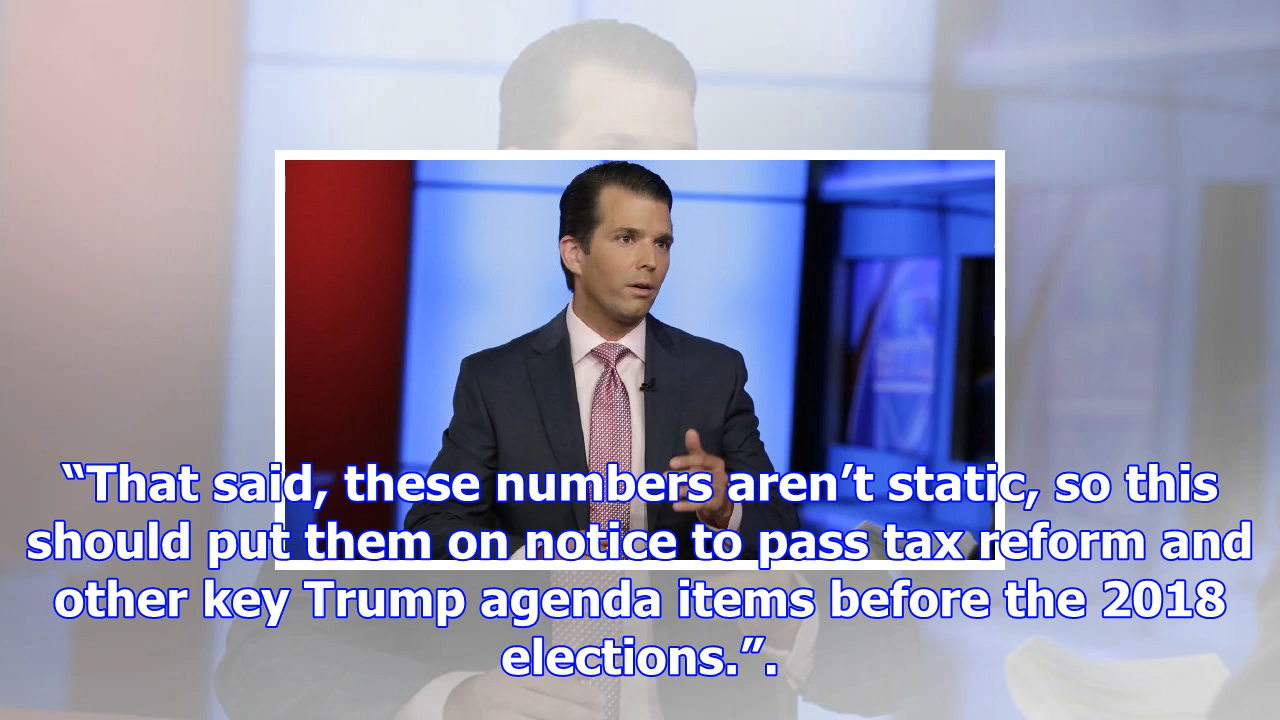 “That said, these numbers aren’t static, so this
should put them on notice to pass tax reform and
other key Trump agenda items before the 2018
elections.”.